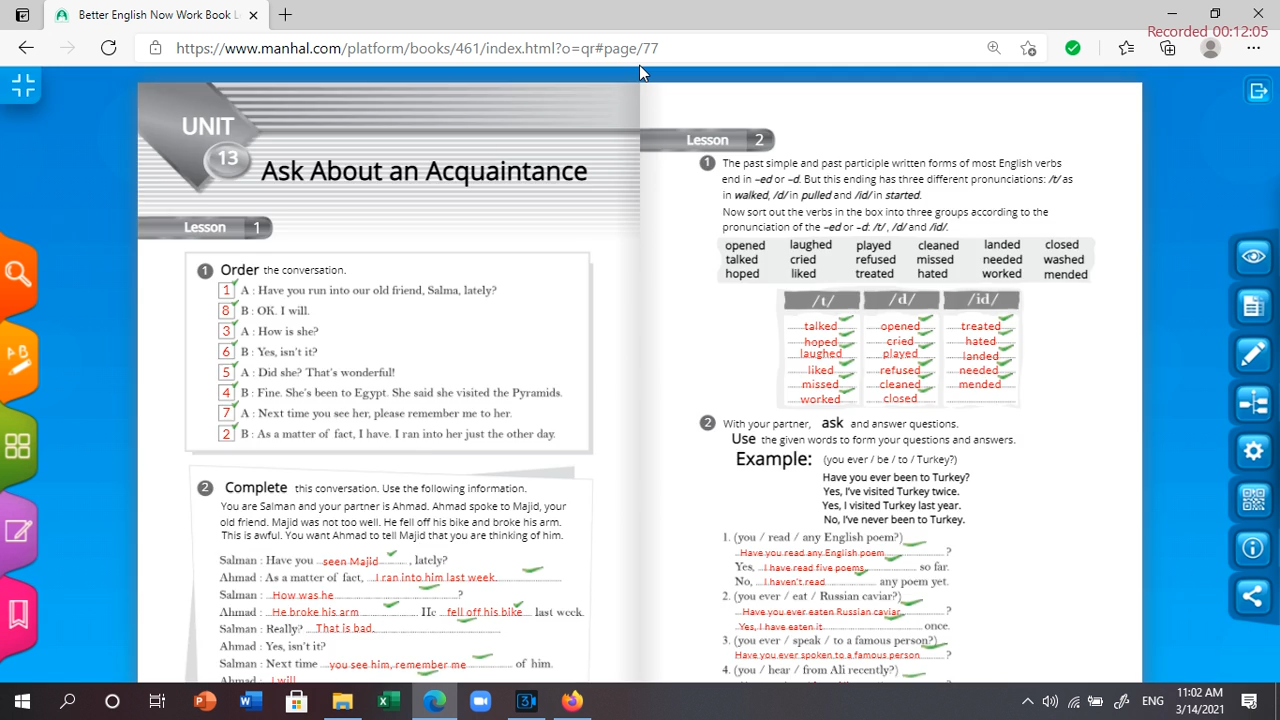 Better English Now Work Book Le
Recorded 00:12:05
https://www.manhal.com/platform/books/461/index.html?o=qr#page/77
UNIT
13
Ask About an Acquaintance
Lesson 1
1 Order the conversation.
1 A : Have you run into our old friend, Salma, lately?
8 B : OK. I will.
3 A : How is she?
6 B : Yes, isn't it?
5 A : Did she? That's wonderful!
4 B : Fine. She's been to Egypt. She said she visited the Pyramids.
7 A : Next time you see her, please remember me to her.
2 B : As a matter of fact, I have. I ran into her just the other day.
2 Complete this conversation. Use the following information.
You are Salman and your partner is Ahmad. Ahmad spoke to Majid, your
old friend. Majid was not too well. He fell off his bike and broke his arm.
This is awful. You want Ahmad to tell Majid that you are thinking of him.
Salman : Have you seen Majid , lately?
Ahmad : As a matter of fact, I ran into him last week.
Salman : How was he ?
Ahmad : He broke his arm He fell off his bike last week.
Salman : Really? That is bad.
Ahmad : Yes, isn't it?
Salman : Next time you see him, remember me of him.
Ahmad : I will
Lesson 2
1 The past simple and past participle written forms of most English verbs
end in –ed or –d. But this ending has three different pronunciations: /t/ as
in walked, /d/ in pulled and /id/ in started.
Now sort out the verbs in the box into three groups according to the
pronunciation of the –ed or –d: /t/ , /d/ and /id/.
opened laughed played cleaned landed closed
talked cried refused missed needed washed
hoped liked treated hated worked mended
/t/ /d/ /id/
talked opened treated
hoped cried hated
laughed played landed
liked refused needed
missed cleaned mended
worked closed
2 With your partner, ask and answer questions.
Use the given words to form your questions and answers.
Example: (you ever / be / to / Turkey?)
Have you ever been to Turkey?
Yes, I've visited Turkey twice.
Yes, I visited Turkey last year.
No, I've never been to Turkey.
1. (you / read / any English poem?)
Have you read any English poem ?
Yes, I have read five poems so far.
No, I haven't read any poem yet.
2. (you ever / eat / Russian caviar?)
Have you ever eaten Russian caviar ?
Yes, I have eaten it once.
3. (you ever / speak / to a famous person?)
Have you ever spoken to a famous person ?
4. (you / hear / from Ali recently?)
ENG
11:02 AM
3/14/2021